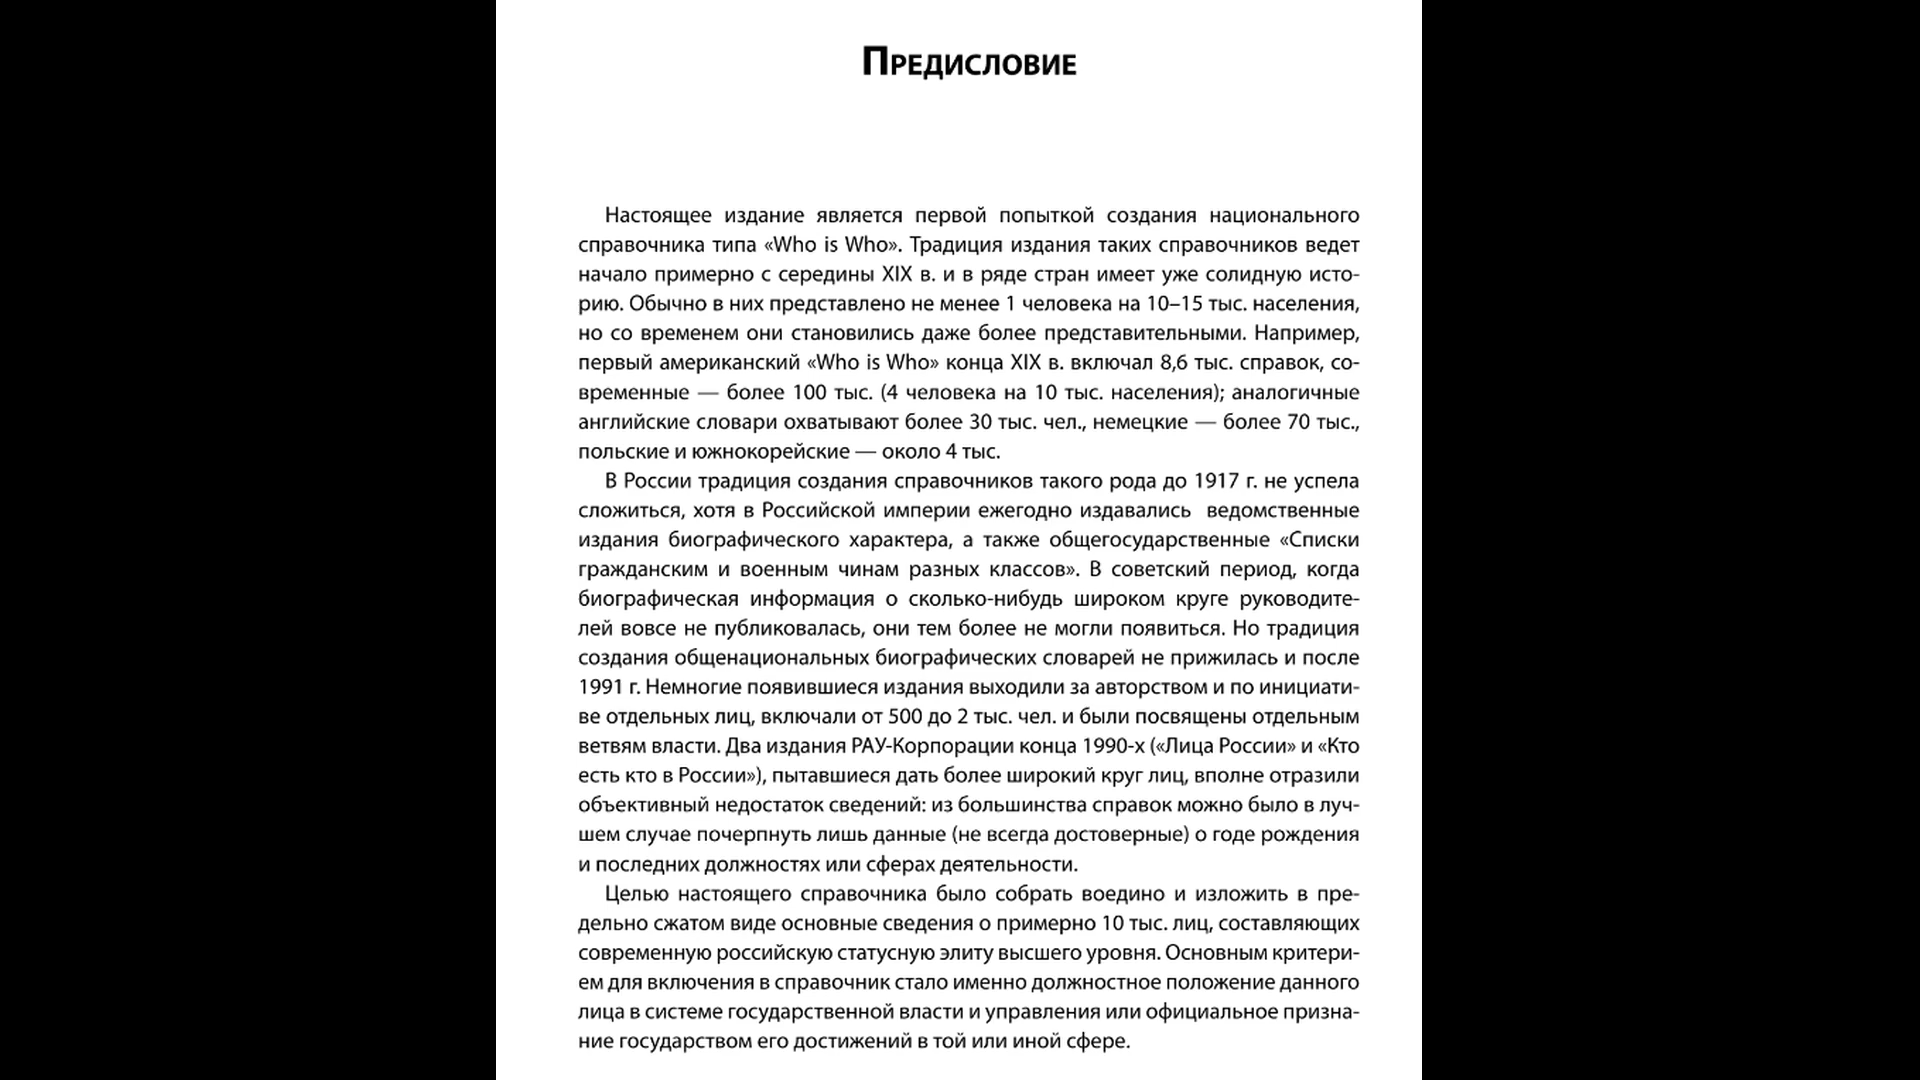 Предисловие
Настоящее издание является первой попыткой создания национального
справочника типа «Who is Who». Традиция издания таких справочников ведет
начало примерно с середины XIX в. и в ряде стран имеет уже солидную исто-
рию. Обычно в них представлено не менее 1 человека на 10–15 тыс. населения,
но со временем они становились даже более представительными. Например,
первый американский «Who is Who» конца XIX в. включал 8,6 тыс. справок, со-
временные — более 100 тыс. (4 человека на 10 тыс. населения); аналогичные
английские словари охватывают более 30 тыс. чел., немецкие — более 70 тыс.,
польские и южнокорейские — около 4 тыс.
В России традиция создания справочников такого рода до 1917 г. не успела
сложиться, хотя в Российской империи ежегодно издавались ведомственные
издания биографического характера, а также общегосударственные «Списки
гражданским и военным чинам разных классов». В советский период, когда
биографическая информация о сколько-нибудь широком круге руководите-
лей вовсе не публиковалась, они тем более не могли появиться. Но традиция
создания общенациональных биографических словарей не прижилась и после
1991 г. Немногие появившиеся издания выходили за авторством и по инициати-
ве отдельных лиц, включали от 500 до 2 тыс. чел. и были посвящены отдельным
ветвям власти. Два издания РАУ-Корпорации конца 1990-х («Лица России» и «Кто
есть кто в России»), пытавшиеся дать более широкий круг лиц, вполне отразили
объективный недостаток сведений: из большинства справок можно было в луч-
шем случае почерпнуть лишь данные (не всегда достоверные) о годе рождения
и последних должностях или сферах деятельности.
Целью настоящего справочника было собрать воедино и изложить в пре-
дельно сжатом виде основные сведения о примерно 10 тыс. лиц, составляющих
современную российскую статусную элиту высшего уровня. Основным критери-
ем для включения в справочник стало именно должностное положение данного
лица в системе государственной власти и управления или официальное призна-
ние государством его достижений в той или иной сфере.